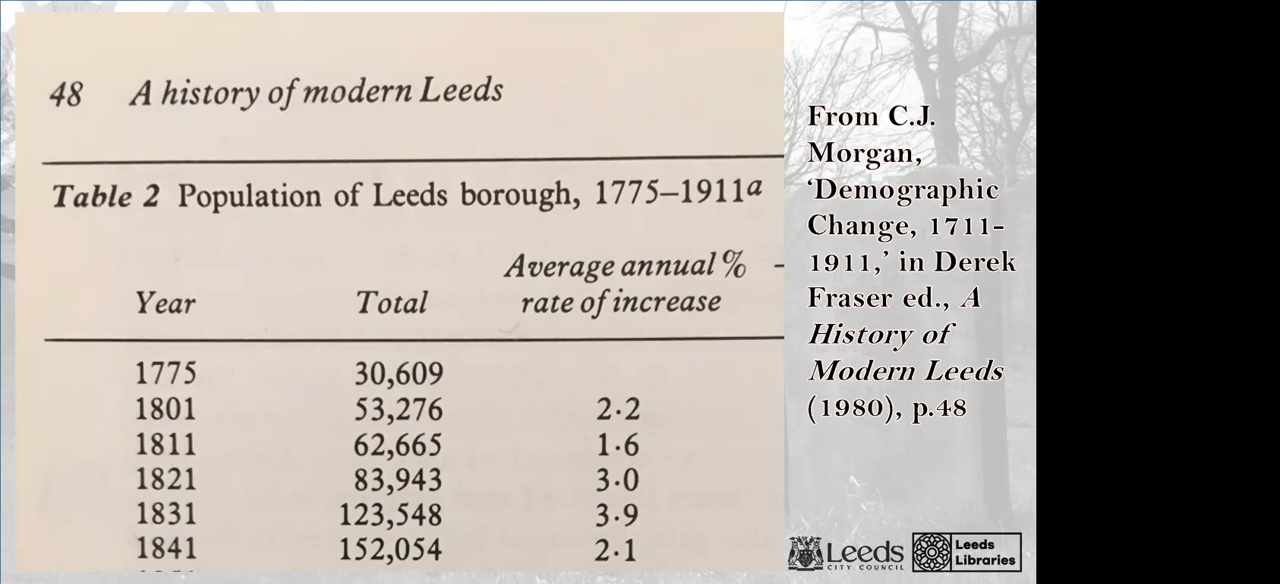 48 A history of modern Leeds
Table 2 Population of Leeds borough, 1775–1911a
Average annual %
Year Total rate of increase
1775 30,609
1801 53,276 2·2
1811 62,665 1·6
1821 83,943 3·0
1831 123,548 3·9
1841 152,054 2·1
From C.J.
Morgan,
‘Demographic
Change, 1711-
1911,’ in Derek
Fraser ed., A
History of
Modern Leeds
(1980), p.48
Leeds
CITY COUNCIL
Leeds
Libraries